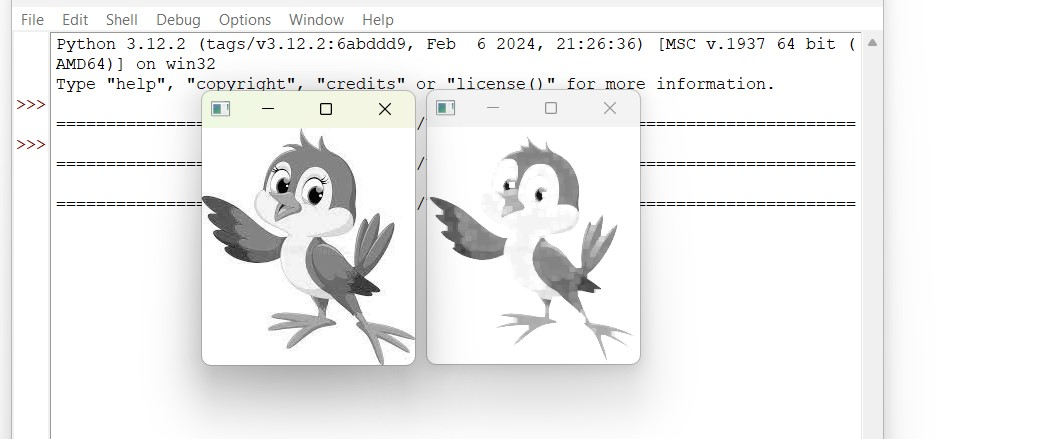 File Edit Shell Debug Options Window Help
Python 3.12.2 (tags/v3.12.2:6abddd9, Feb  6 2024, 21:26:36) [MSC v.1937 64 bit (
AMD64)] on win32
Type "help", "copyright", "credits" or "license()" for more information.
>>>
=============== / ===========================
>>>
=============== / ===========================
=============== / ===========================